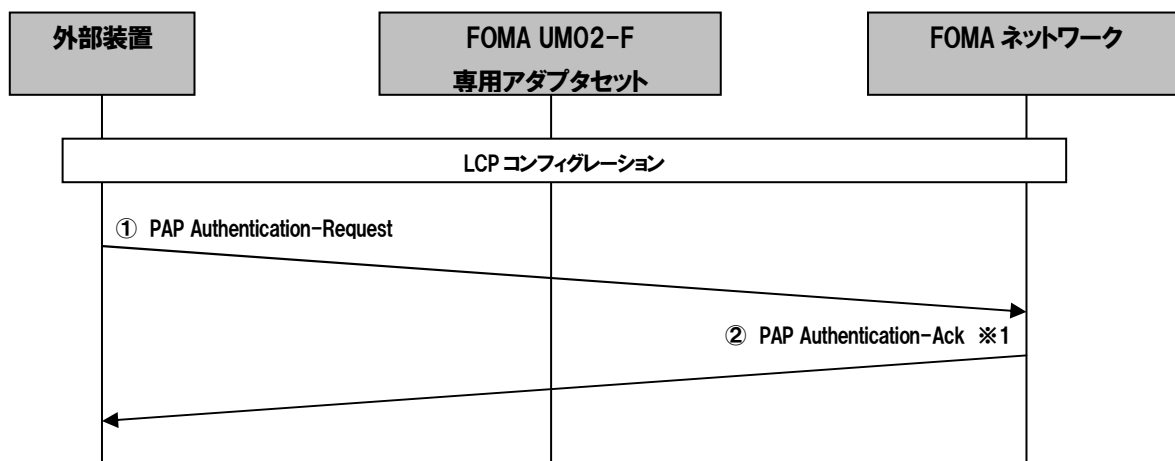 外部装置
FOMA UM02-F
専用アダプタセット
FOMA ネットワーク
LCP コンフィグレーション
① PAP Authentication-Request
② PAP Authentication-Ack ※1